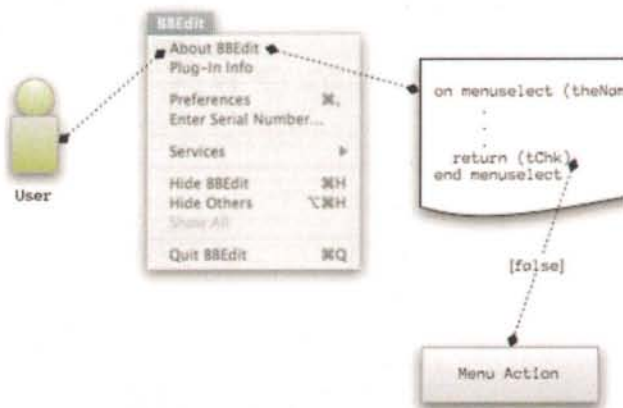 BBEdit
About BBEdit
Plug-In Info
Preferences ⌘,
Enter Serial Number...
Services
Hide BBEdit ⌘H
Hide Others ⌥⌘H
Show All
Quit BBEdit ⌘Q
User
on menuselect (theNam
.
.
.
return (tChk)
end menuselect
[false]
Menu Action